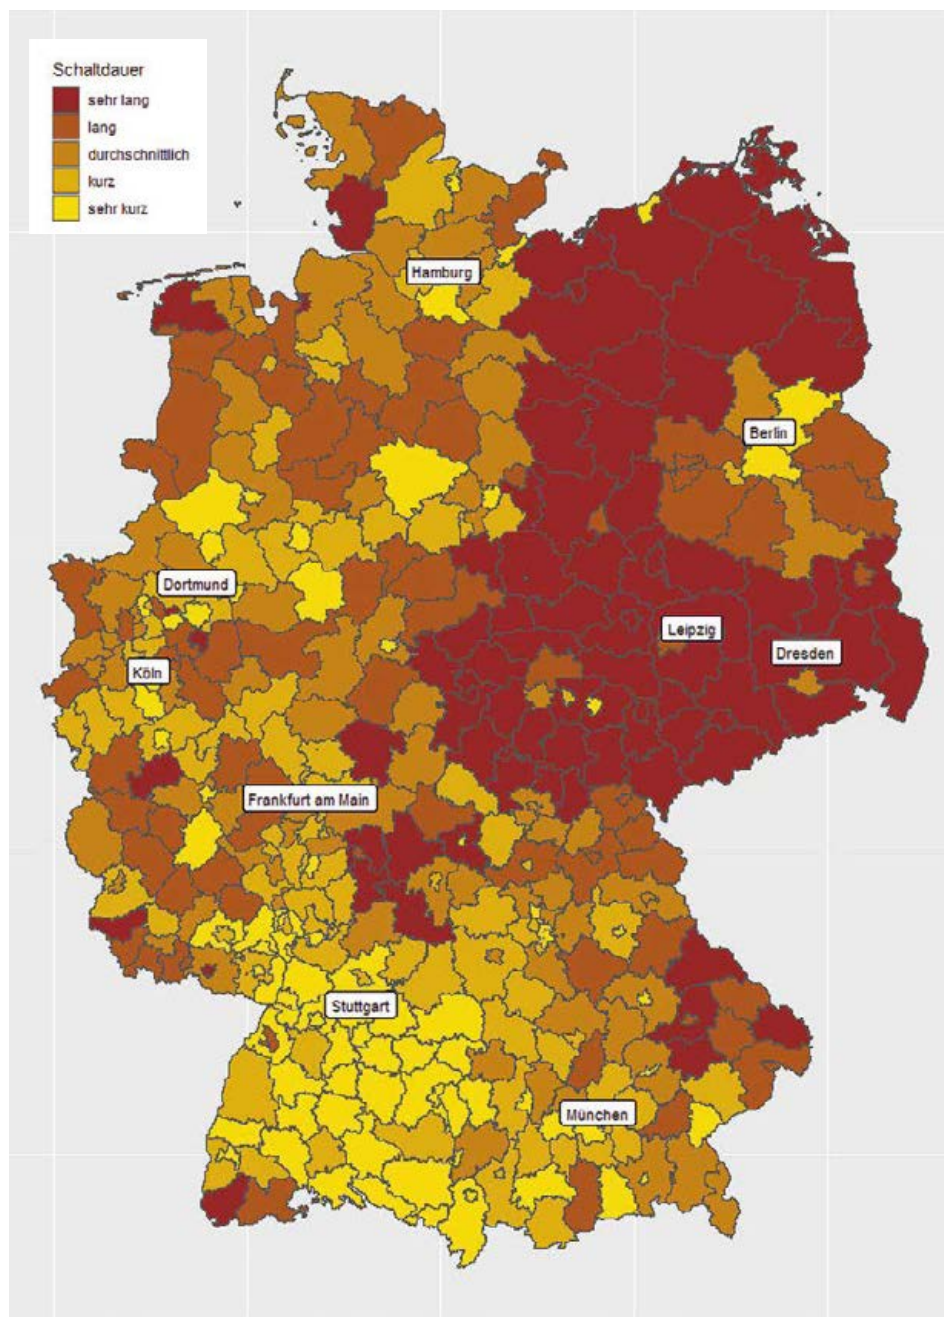 Schaltdauer
sehr lang
lang
durchschnittlich
kurz
sehr kurz
Hamburg
Berlin
Dortmund
Leipzig
Dresden
Köln
Frankfurt am Main
Stuttgart
München